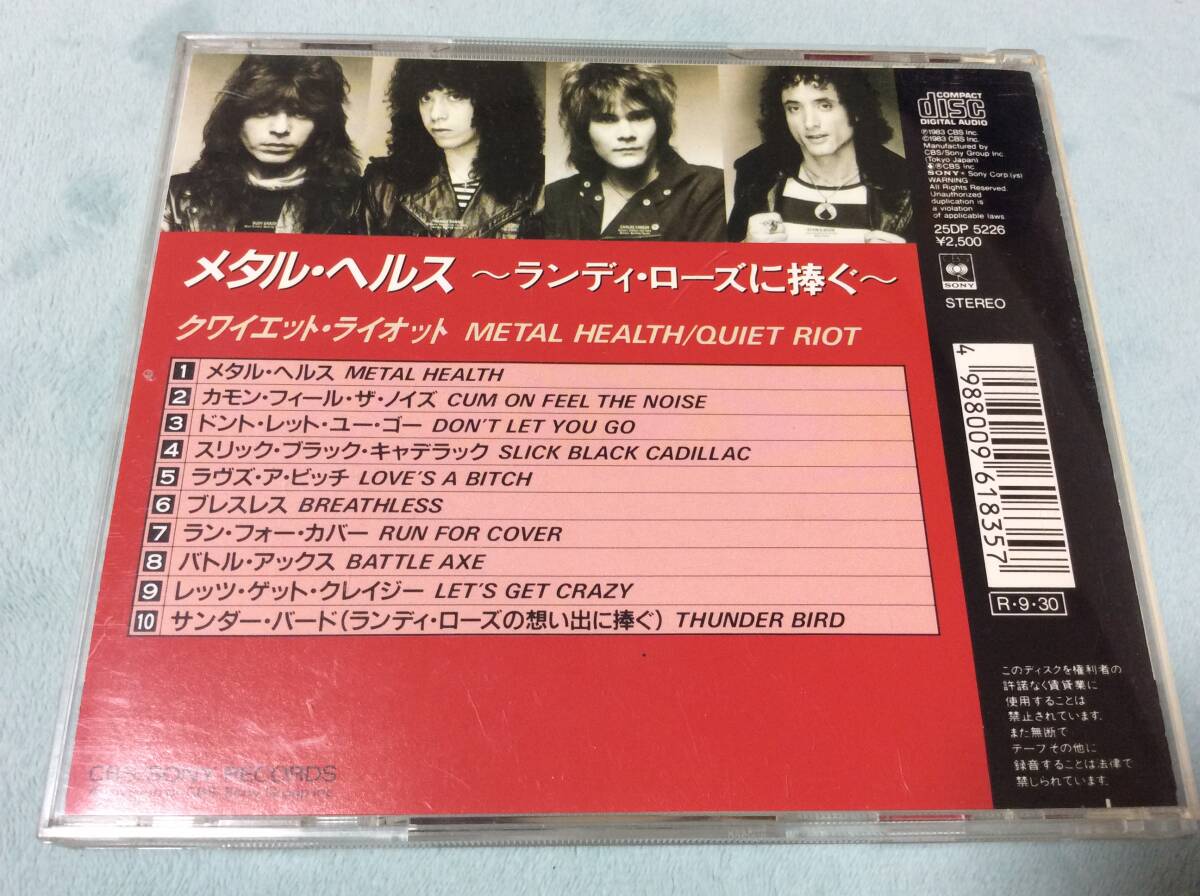 COMPACT
disc
DIGITAL AUDIO
℗1983 CBS Inc.
©1983 CBS Inc.
Manufactured by
CBS/Sony Group Inc.
(Tokyo Japan)
CBS Inc
SONY® Sony Corp.(ys)
WARNING
All Rights Reserved.
Unauthorized
duplication is
a violation
of applicable laws
25DP 5226
¥2,500
SONY
STEREO
メタル・ヘルス 〜ランディ・ローズに捧ぐ〜
クワイエット・ライオット METAL HEALTH/QUIET RIOT
1 メタル・ヘルス METAL HEALTH
2 カモン・フィール・ザ・ノイズ CUM ON FEEL THE NOISE
3 ドント・レット・ユー・ゴー DON'T LET YOU GO
4 スリック・ブラック・キャデラック SLICK BLACK CADILLAC
5 ラヴズ・ア・ビッチ LOVE'S A BITCH
6 ブレスレス BREATHLESS
7 ラン・フォー・カバー RUN FOR COVER
8 バトル・アックス BATTLE AXE
9 レッツ・ゲット・クレイジー LET'S GET CRAZY
10 サンダー・バード(ランディ・ローズの想い出に捧ぐ) THUNDER BIRD
4 988009 618357
R・9・30
このディスクを権利者の
許諾なく賃貸業に
使用することは
禁止されています.
また無断で
テープその他に
録音することは法律で
禁じられています.
CBS SONY RECORDS